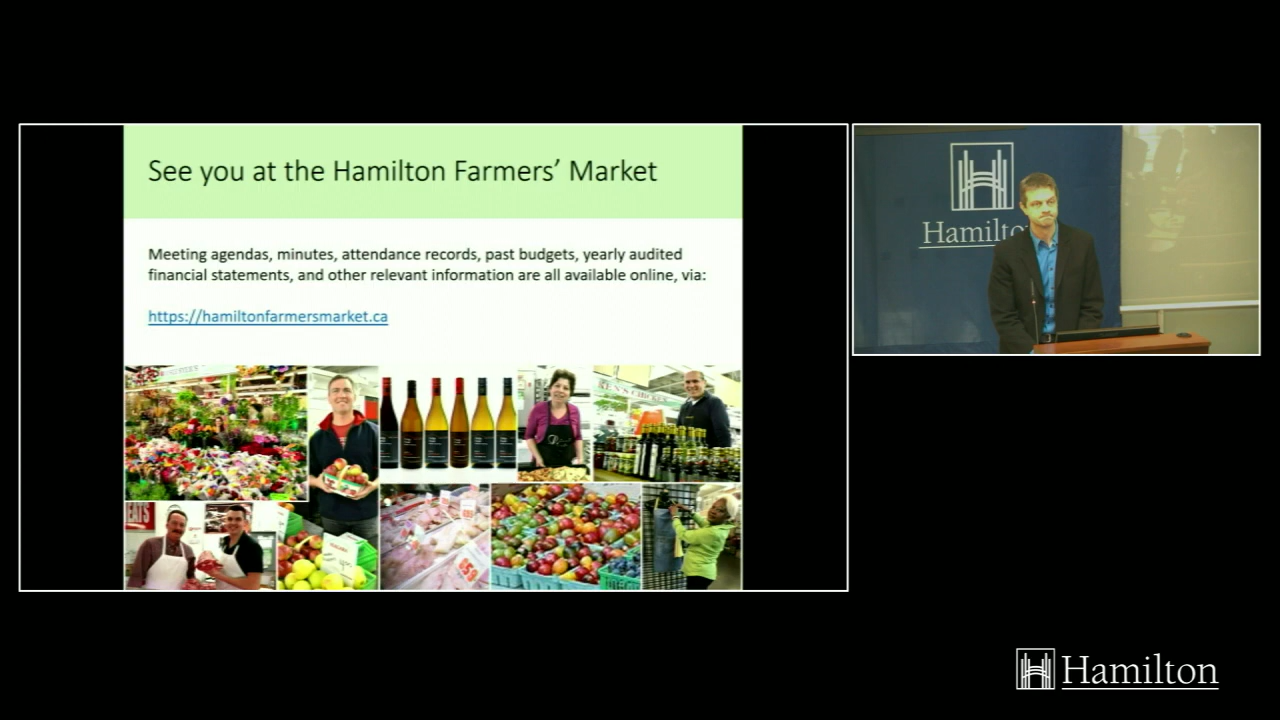 See you at the Hamilton Farmers’ Market
Meeting agendas, minutes, attendance records, past budgets, yearly audited
financial statements, and other relevant information are all available online, via:
https://hamiltonfarmersmarket.ca
Hamilto
Hamilton